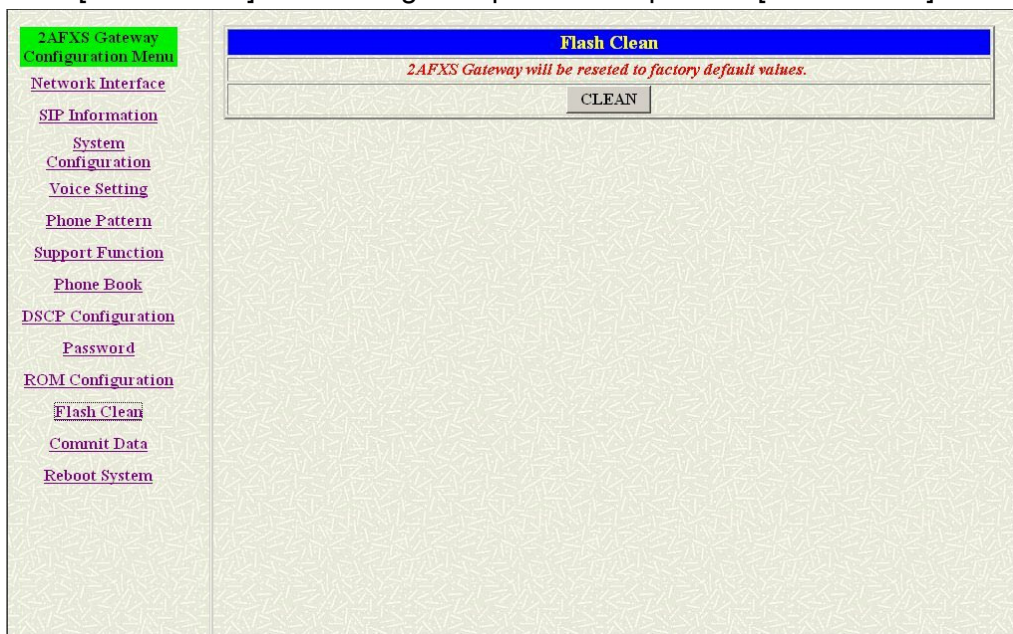 2AFXS Gateway
Configuration Menu
Network Interface
SIP Information
System
Configuration
Voice Setting
Phone Pattern
Support Function
Phone Book
DSCP Configuration
Password
ROM Configuration
Flash Clean
Commit Data
Reboot System
Flash Clean
2AFXS Gateway will be reseted to factory default values.
CLEAN